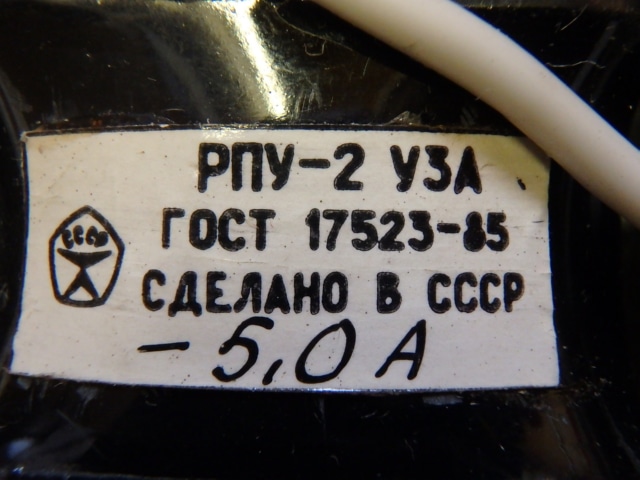 РПУ-2 У3А
ГОСТ 17523-85
СДЕЛАНО В СССР
-5,0 А